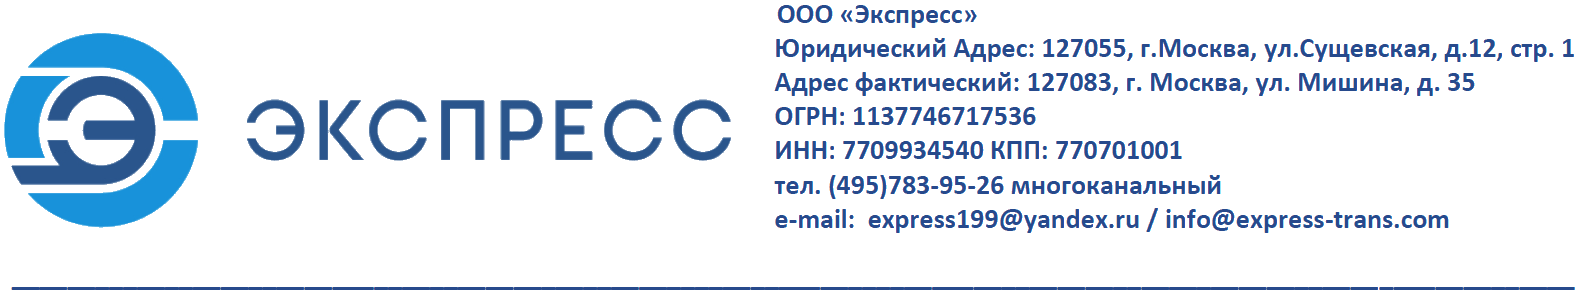 Э
ЭКСПРЕСС
ООО «Экспресс»
Юридический Адрес: 127055, г.Москва, ул.Сущевская, д.12, стр. 1
Адрес фактический: 127083, г. Москва, ул. Мишина, д. 35
ОГРН: 1137746717536
ИНН: 7709934540 КПП: 770701001
тел. (495)783-95-26 многоканальный
e-mail:  express199@yandex.ru / info@express-trans.com